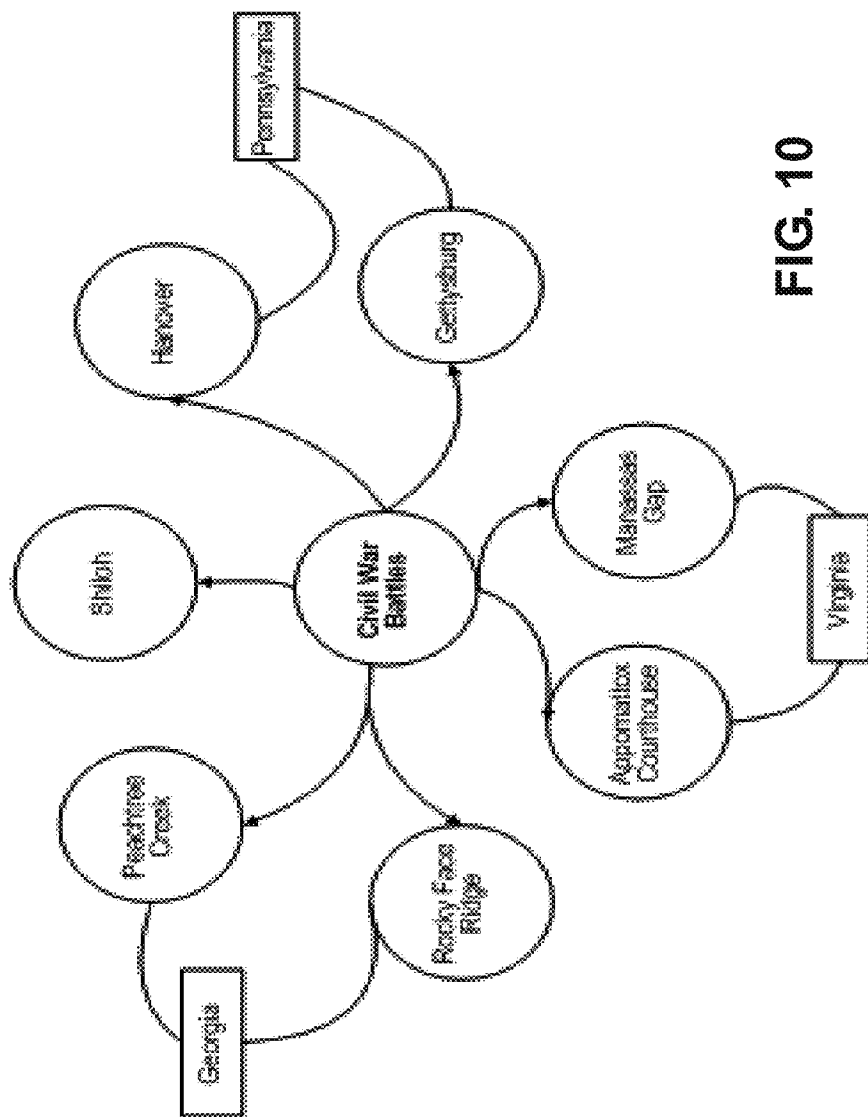 Shiloh
Peachtree
Creek
Hanover
Georgia
Pennsylvania
Civil War
Battles
Rocky Face
Ridge
Gettysburg
Appomattox
Courthouse
Manassas
Gap
Virginia
FIG. 10